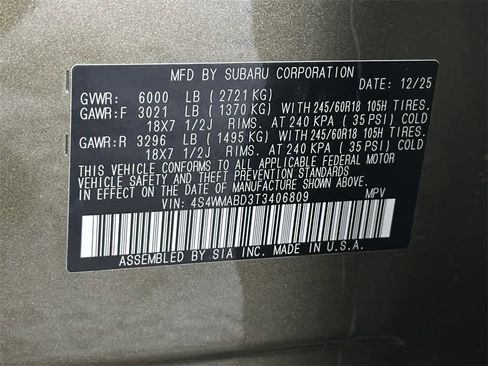 MFD BY SUBARU CORPORATION
DATE: 12/25
GVWR: 6000 LB ( 2721 KG)
GAWR:F 3021 LB ( 1370 KG) WITH 245/60R18 105H TIRES.
18X7 1/2J RIMS. AT 240 KPA ( 35 PSI) COLD
GAWR:R 3296 LB ( 1495 KG) WITH 245/60R18 105H TIRES.
18X7 1/2J RIMS. AT 240 KPA ( 35 PSI) COLD
THIS VEHICLE CONFORMS TO ALL APPLICABLE FEDERAL MOTOR
VEHICLE SAFETY AND THEFT PREVENTION STANDARDS
IN EFFECT ON THE DATE OF MANUFACTURE SHOWN ABOVE.
VIN: 4S4WMABD3T3406809 MPV
ASSEMBLED BY SIA INC. MADE IN U.S.A.